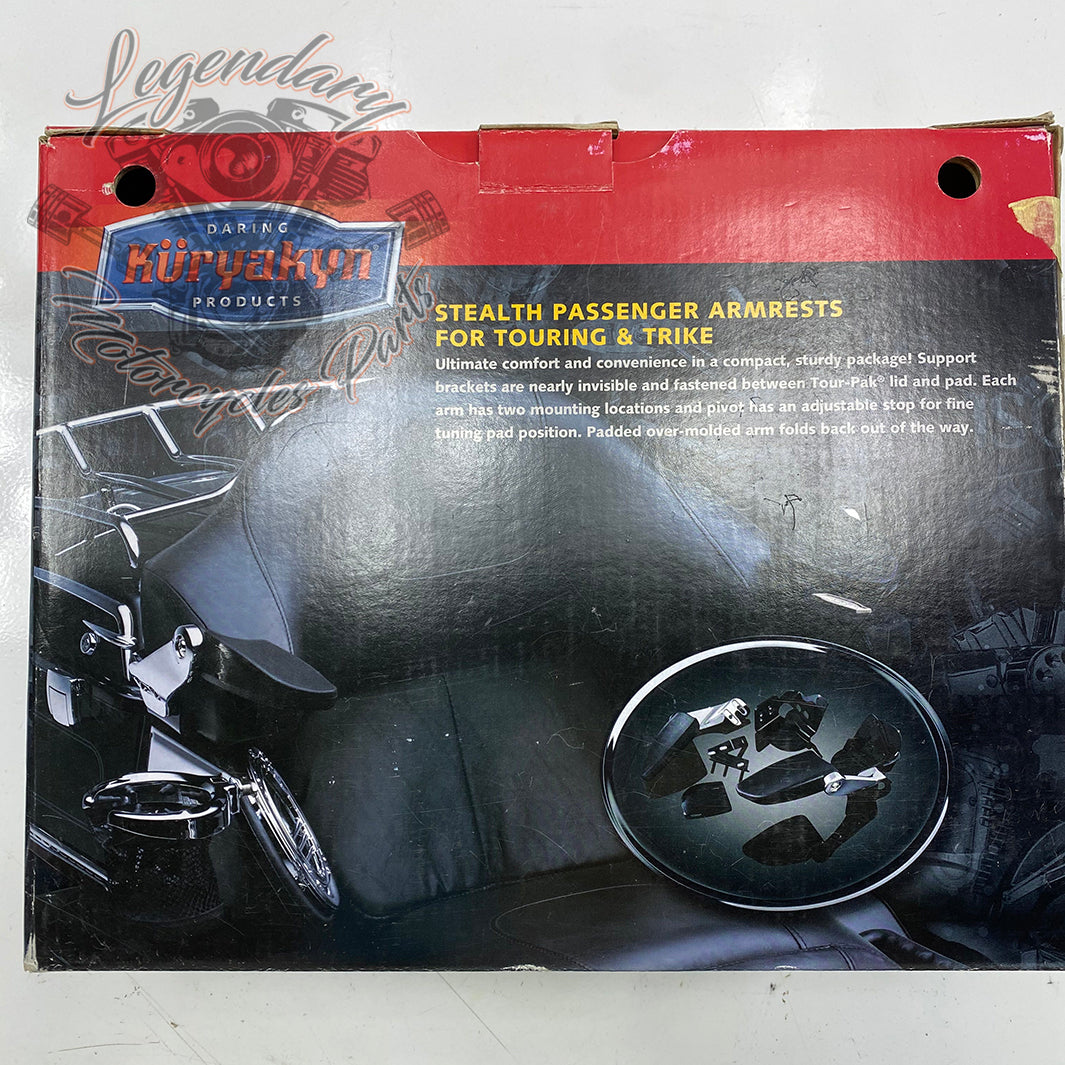 Legendary
DARING
Küryakyn®
PRODUCTS
Motorcycles Parts
STEALTH PASSENGER ARMRESTS
FOR TOURING & TRIKE
Ultimate comfort and convenience in a compact, sturdy package! Support
brackets are nearly invisible and fastened between Tour-Pak® lid and pad. Each
arm has two mounting locations and pivot has an adjustable stop for fine
tuning pad position. Padded over-molded arm folds back out of the way.